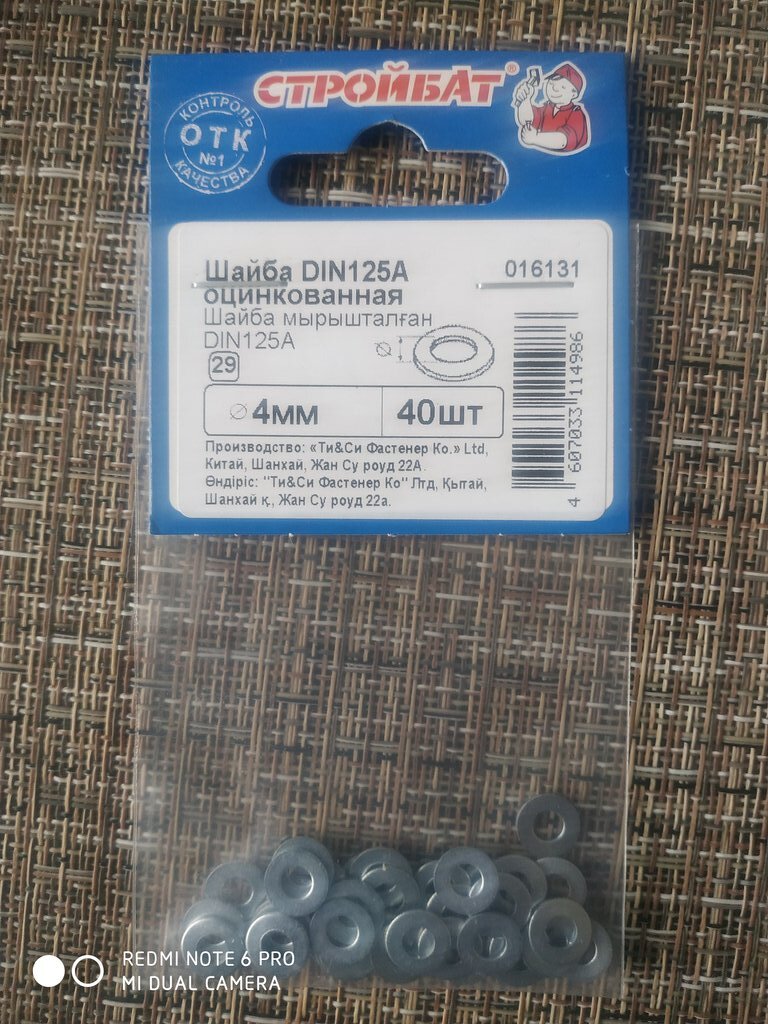 СТРОЙБАТ®
КОНТРОЛЬ
ОТК
№1
КАЧЕСТВА
Шайба DIN125A
оцинкованная
016131
Шайба мырышталған
DIN125A
29
⌀
⌀ 4мм
40шт
4 607033 114986
Производство: «Ти&Си Фастенер Ко.» Ltd,
Китай, Шанхай, Жан Су роуд 22А.
Өндіріс: "Ти&Си Фастенер Ко" Лтд, Қытай,
Шанхай қ., Жан Су роуд 22а.
REDMI NOTE 6 PRO
MI DUAL CAMERA